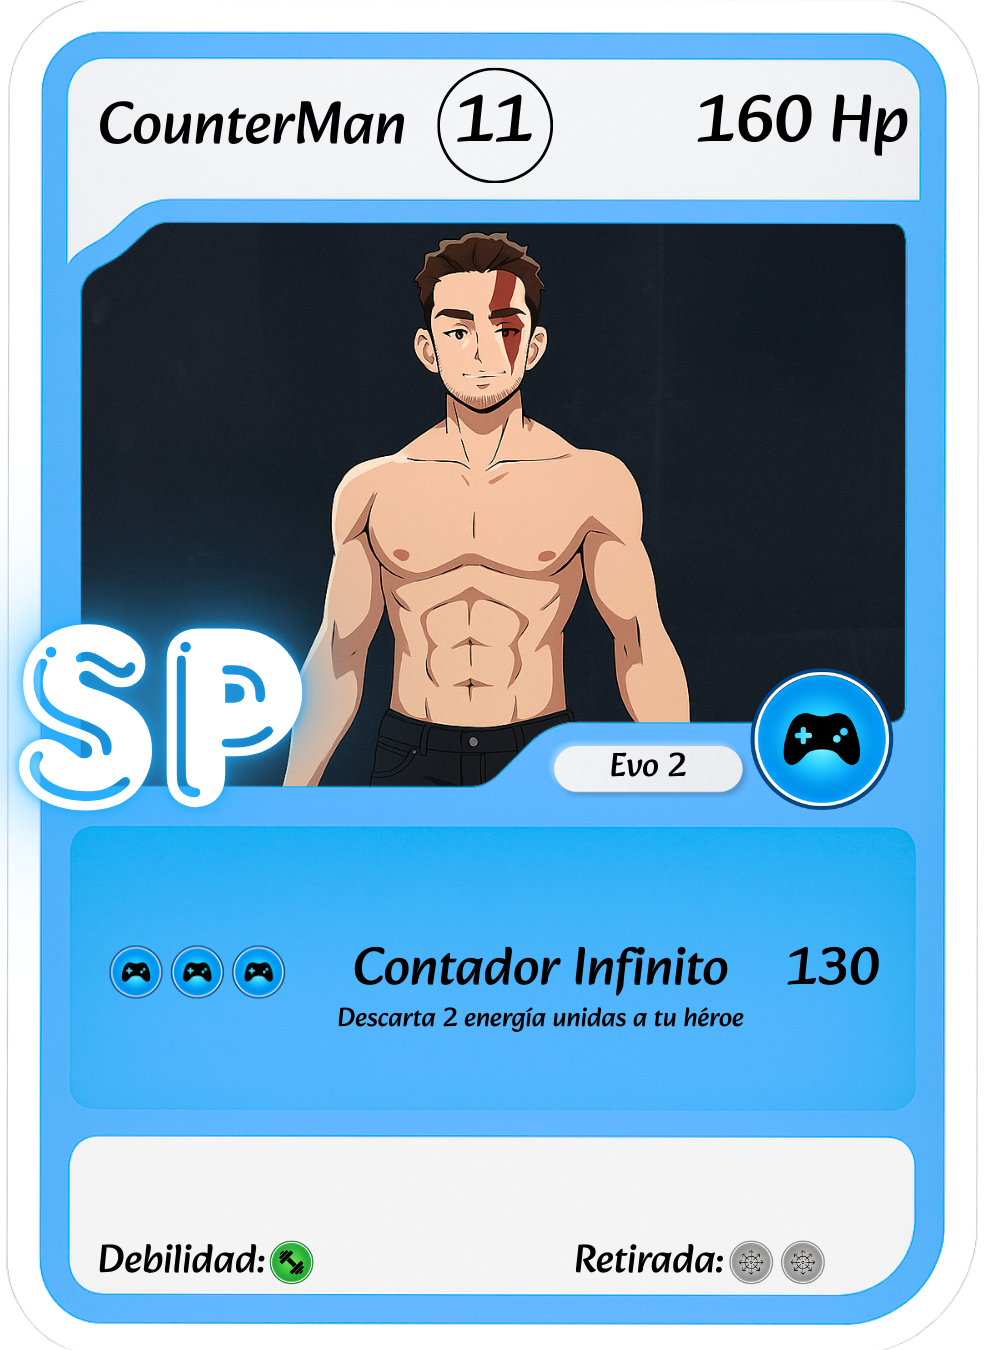 CounterMan 11 160 Hp
SP
Evo 2
Contador Infinito 130
Descarta 2 energía unidas a tu héroe
Debilidad: Retirada: